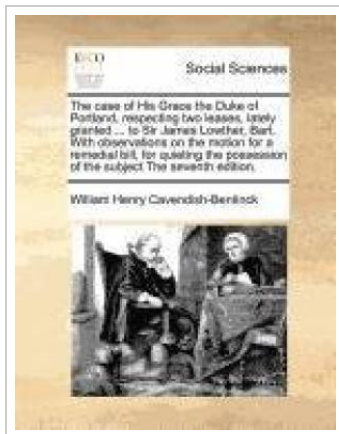 ECCO
Social Sciences
The case of His Grace the Duke of
Portland, respecting two leases, lately
granted ... to Sir James Lowther, Bart.
With observations on the motion for a
remedial bill, for quieting the possession
of the subject The seventh edition.
William Henry Cavendish-Bentinck